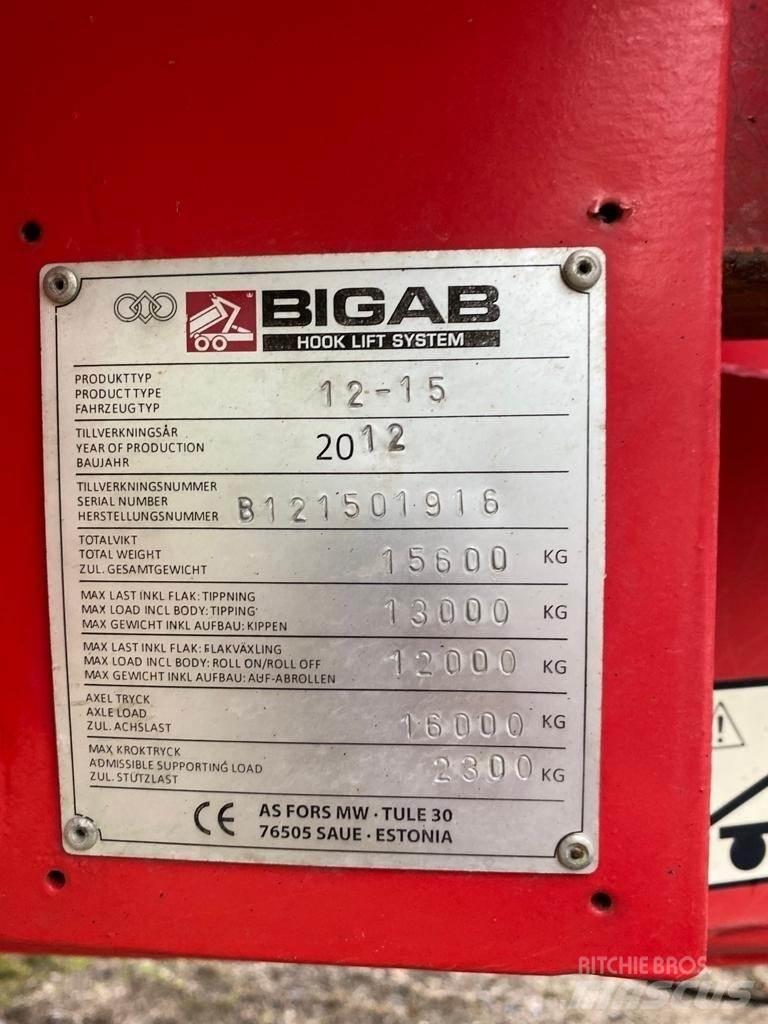 BIGAB
HOOK LIFT SYSTEM
PRODUKTTYP
PRODUCT TYPE 12-15
FAHRZEUGTYP
TILLVERKNINGSÅR
YEAR OF PRODUCTION 2012
BAUJAHR
TILLVERKNINGSNUMMER
SERIAL NUMBER B121501916
HERSTELLUNGSNUMMER
TOTALVIKT
TOTAL WEIGHT 15600 KG
ZUL. GESAMTGEWICHT
MAX LAST INKL FLAK: TIPPNING
MAX LOAD INCL BODY: TIPPING 13000 KG
MAX GEWICHT INKL AUFBAU: KIPPEN
MAX LAST INKL FLAK: FLAKVÄXLING
MAX LOAD INCL BODY: ROLL ON/ROLL OFF 12000 KG
MAX GEWICHT INKL AUFBAU: AUF-ABROLLEN
AXEL TRYCK
AXLE LOAD 16000 KG
ZUL. ACHSLAST
MAX KROKTRYCK
ADMISSIBLE SUPPORTING LOAD 2300 KG
ZUL. STÜTZLAST
CE AS FORS MW · TULE 30
76505 SAUE · ESTONIA
RITCHIE BROS
Mascus